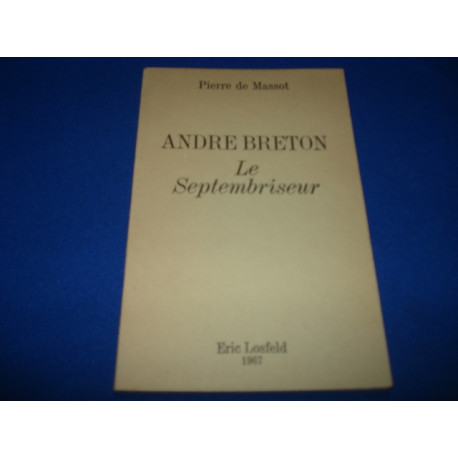 Pierre de Massot
ANDRE BRETON
Le
Septembriseur
Eric Losfeld
1967